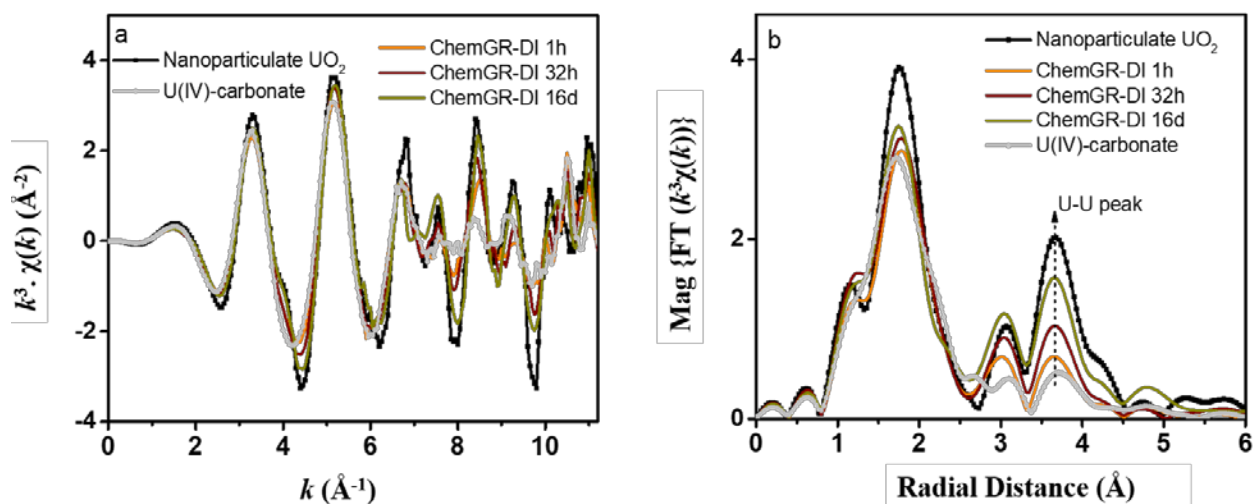 a
Nanoparticulate UO₂
U(IV)-carbonate
ChemGR-DI 1h
ChemGR-DI 32h
ChemGR-DI 16d
4
2
0
-2
-4
0 2 4 6 8 10
k³. χ(k) (Å⁻²)
k (Å⁻¹)
b
Nanoparticulate UO₂
ChemGR-DI 1h
ChemGR-DI 32h
ChemGR-DI 16d
U(IV)-carbonate
U-U peak
4
2
0
0 1 2 3 4 5 6
Mag {FT (k³χ(k))}
Radial Distance (Å)